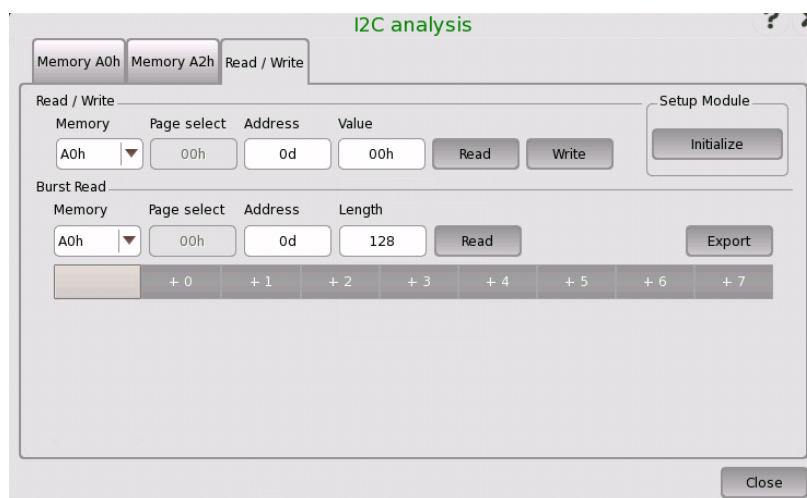 I2C analysis ?
Memory A0h Memory A2h Read / Write
Read / Write Setup Module
Memory Page select Address Value
A0h 00h 0d 00h Read Write Initialize
Burst Read
Memory Page select Address Length
A0h 00h 0d 128 Read Export
+ 0 + 1 + 2 + 3 + 4 + 5 + 6 + 7
Close